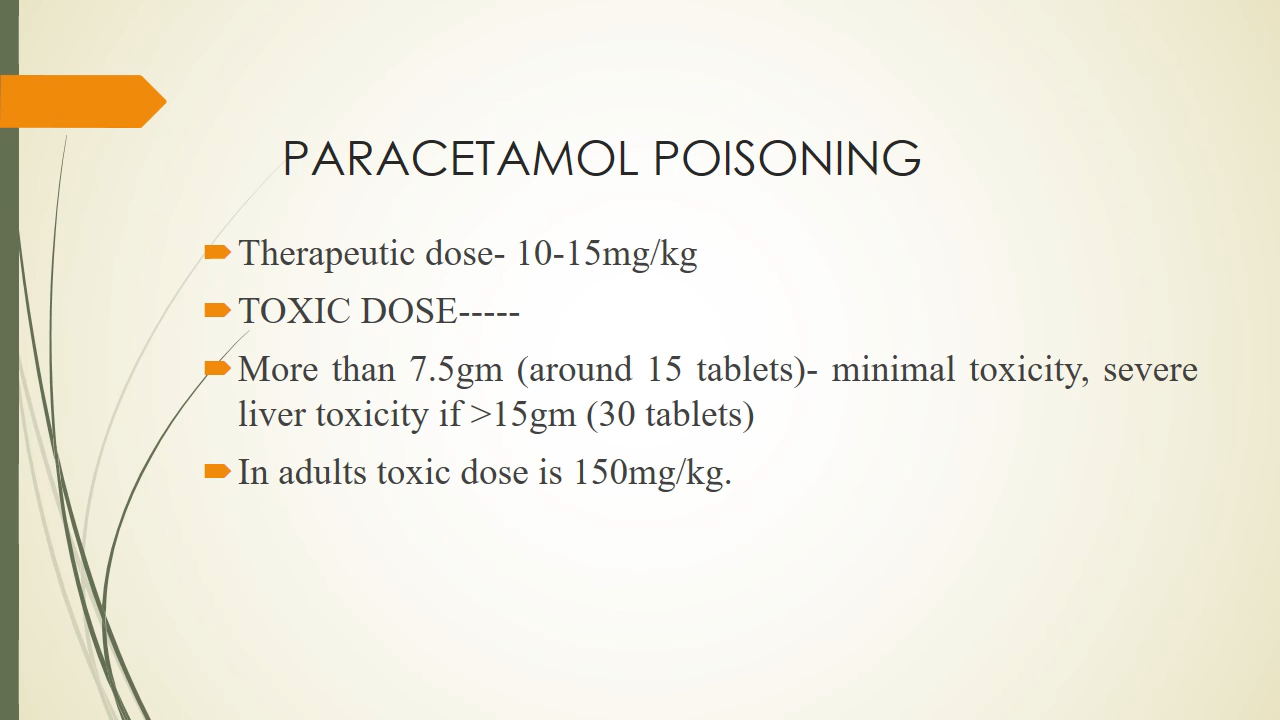 PARACETAMOL POISONING
Therapeutic dose- 10-15mg/kg
TOXIC DOSE-----
More than 7.5gm (around 15 tablets)- minimal toxicity, severe
liver toxicity if >15gm (30 tablets)
In adults toxic dose is 150mg/kg.